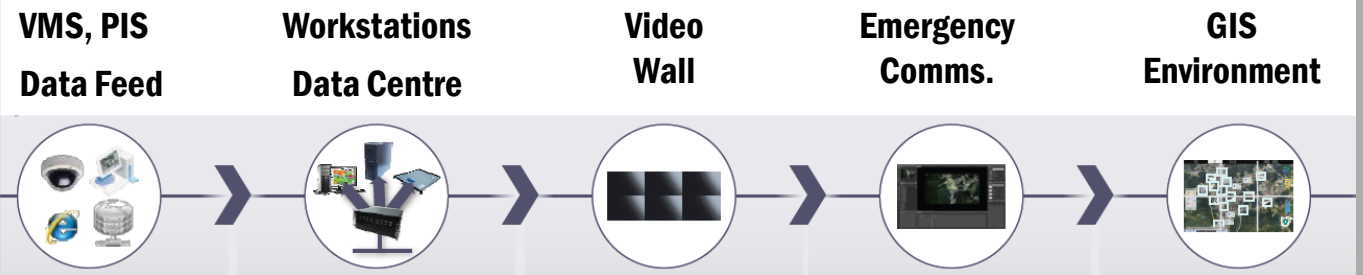 VMS, PIS
Data Feed
Workstations
Data Centre
Video
Wall
Emergency
Comms.
GIS
Environment